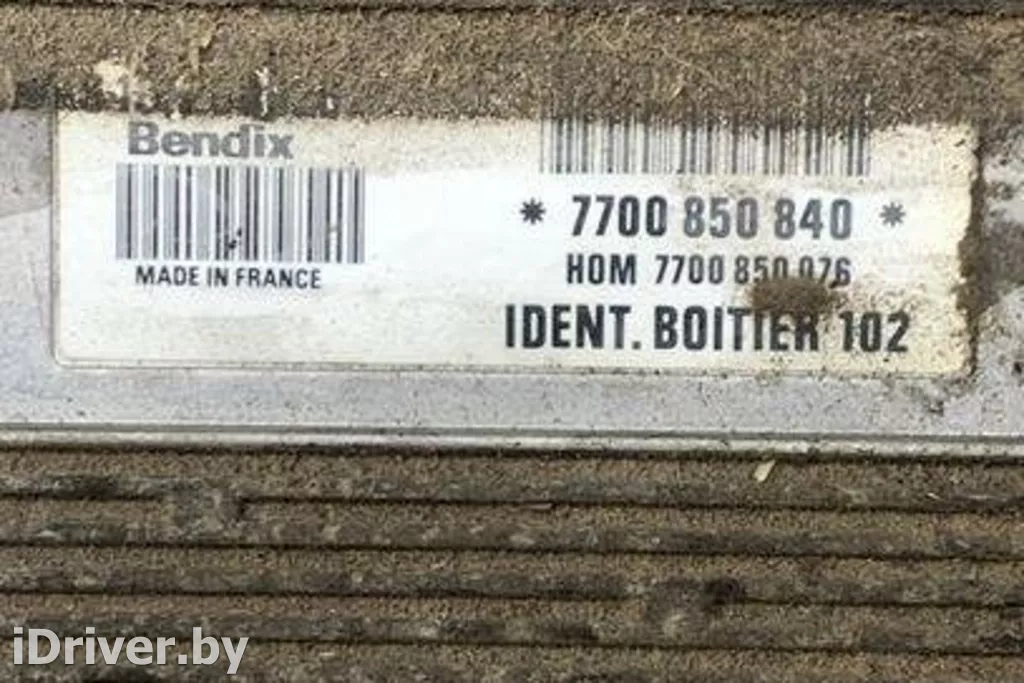 Bendix
MADE IN FRANCE
* 7700 850 840 *
HOM 7700 850 076
IDENT. BOITIER 102
iDriver.by